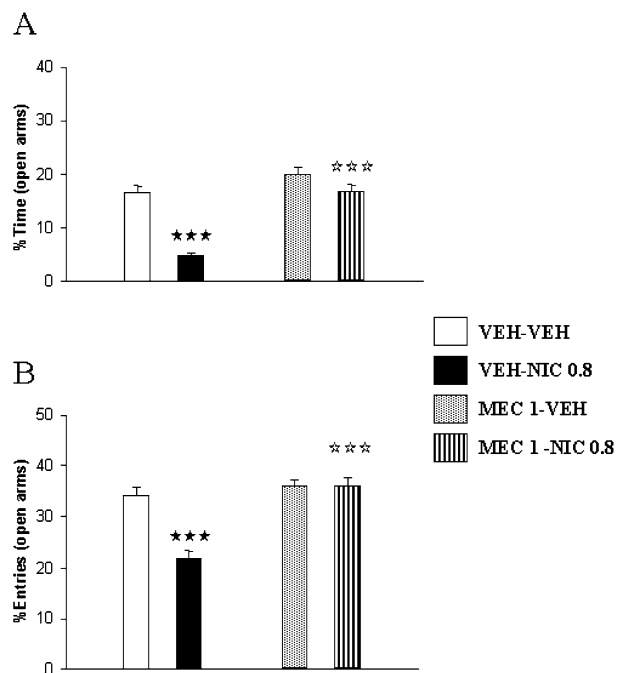 A
% Time (open arms)
40
30
20
10
0
★★★
☆☆☆
VEH-VEH
VEH-NIC 0.8
MEC 1-VEH
MEC 1 -NIC 0.8
B
%Entries (open arms)
50
40
30
20
10
0
★★★
☆☆☆